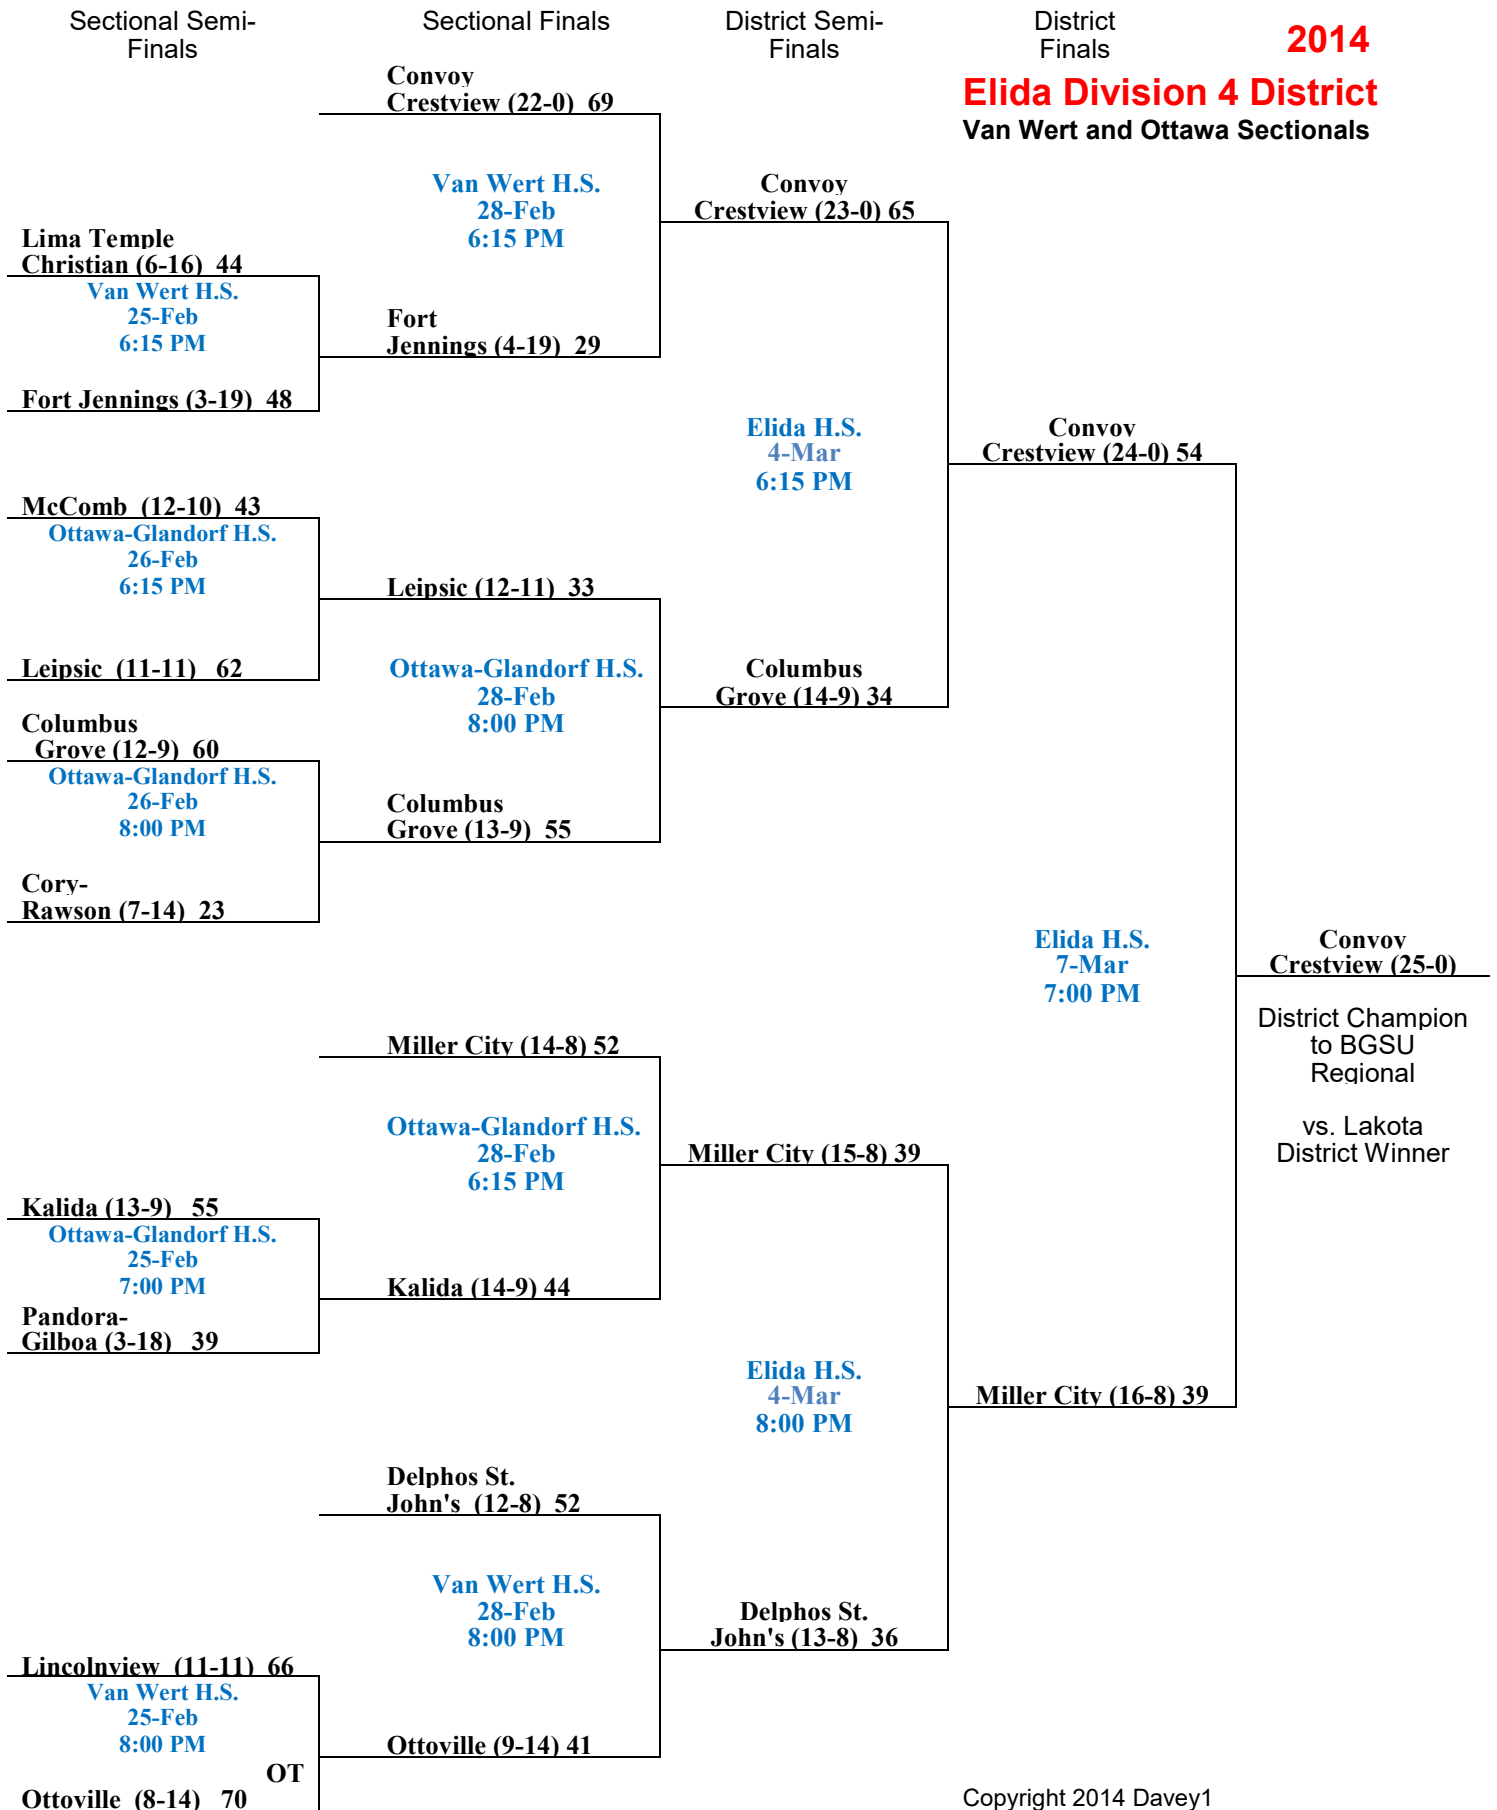 Sectional Semi-
Finals
Sectional Finals
District Semi-
Finals
District
Finals
2014
Elida Division 4 District
Van Wert and Ottawa Sectionals
Convoy
Crestview (22-0) 69
Van Wert H.S.
28-Feb
6:15 PM
Convoy
Crestview (23-0) 65
Lima Temple
Christian (6-16) 44
Van Wert H.S.
25-Feb
6:15 PM
Fort
Jennings (4-19) 29
Fort Jennings (3-19) 48
Elida H.S.
4-Mar
6:15 PM
Convoy
Crestview (24-0) 54
McComb (12-10) 43
Ottawa-Glandorf H.S.
26-Feb
6:15 PM
Leipsic (12-11) 33
Leipsic (11-11) 62
Ottawa-Glandorf H.S.
28-Feb
8:00 PM
Columbus
Grove (14-9) 34
Columbus
Grove (12-9) 60
Ottawa-Glandorf H.S.
26-Feb
8:00 PM
Columbus
Grove (13-9) 55
Cory-
Rawson (7-14) 23
Elida H.S.
7-Mar
7:00 PM
Convoy
Crestview (25-0)
District Champion
to BGSU
Regional
vs. Lakota
District Winner
Miller City (14-8) 52
Ottawa-Glandorf H.S.
28-Feb
6:15 PM
Miller City (15-8) 39
Kalida (13-9) 55
Ottawa-Glandorf H.S.
25-Feb
7:00 PM
Kalida (14-9) 44
Pandora-
Gilboa (3-18) 39
Elida H.S.
4-Mar
8:00 PM
Miller City (16-8) 39
Delphos St.
John's (12-8) 52
Van Wert H.S.
28-Feb
8:00 PM
Delphos St.
John's (13-8) 36
Lincolnview (11-11) 66
Van Wert H.S.
25-Feb
8:00 PM
Ottoville (9-14) 41
OT
Ottoville (8-14) 70
Copyright 2014 Davey1